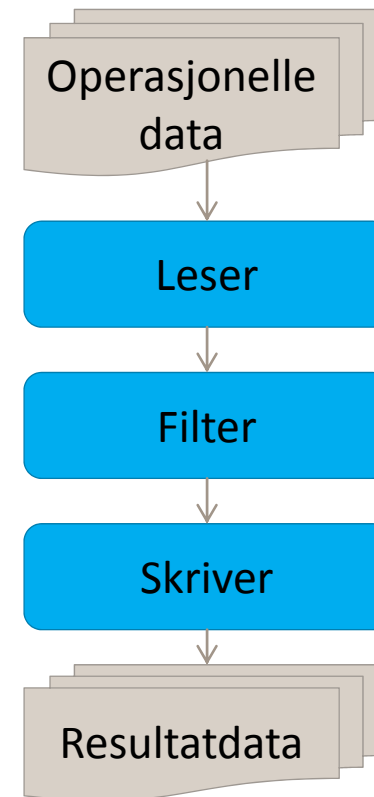 Operasjonelle
data
Leser
Filter
Skriver
Resultatdata